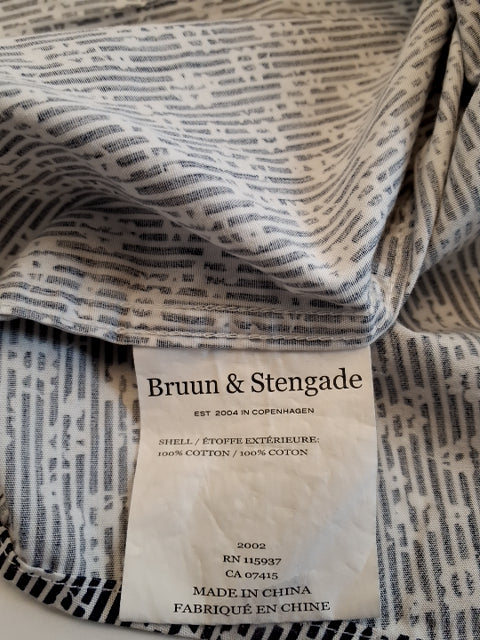 Bruun & Stengade
EST 2004 IN COPENHAGEN
SHELL / ÉTOFFE EXTÉRIEURE:
100% COTTON / 100% COTON
2002
RN 115937
CA 07415
MADE IN CHINA
FABRIQUÉ EN CHINE